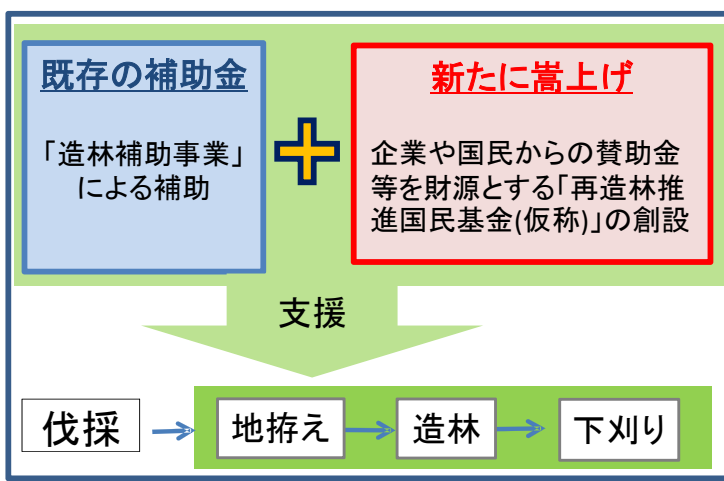 既存の補助金
「造林補助事業」
による補助
新たに嵩上げ
企業や国民からの賛助金
等を財源とする「再造林推
進国民基金(仮称)」の創設
支援
伐採
地拵え
造林
下刈り